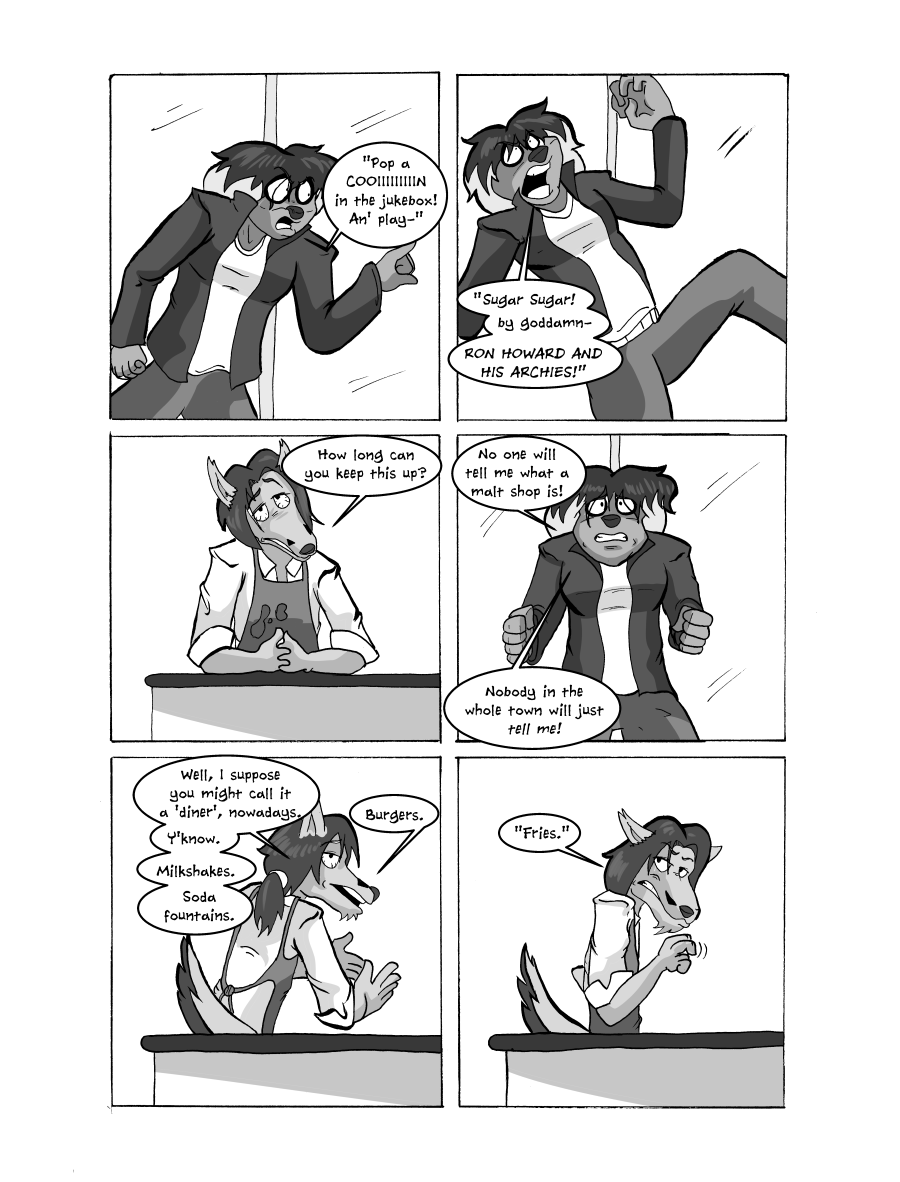 "Pop a
COOIIIIIIIIIN
in the jukebox!
An' play-"
"Sugar Sugar!
by goddamn-
RON HOWARD AND
HIS ARCHIES!"
How long can
you keep this up?
No one will
tell me what a
malt shop is!
Nobody in the
whole town will just
tell me!
Well, I suppose
you might call it
a 'diner', nowadays.
Y'know.
Milkshakes.
Soda
fountains.
Burgers.
"Fries."